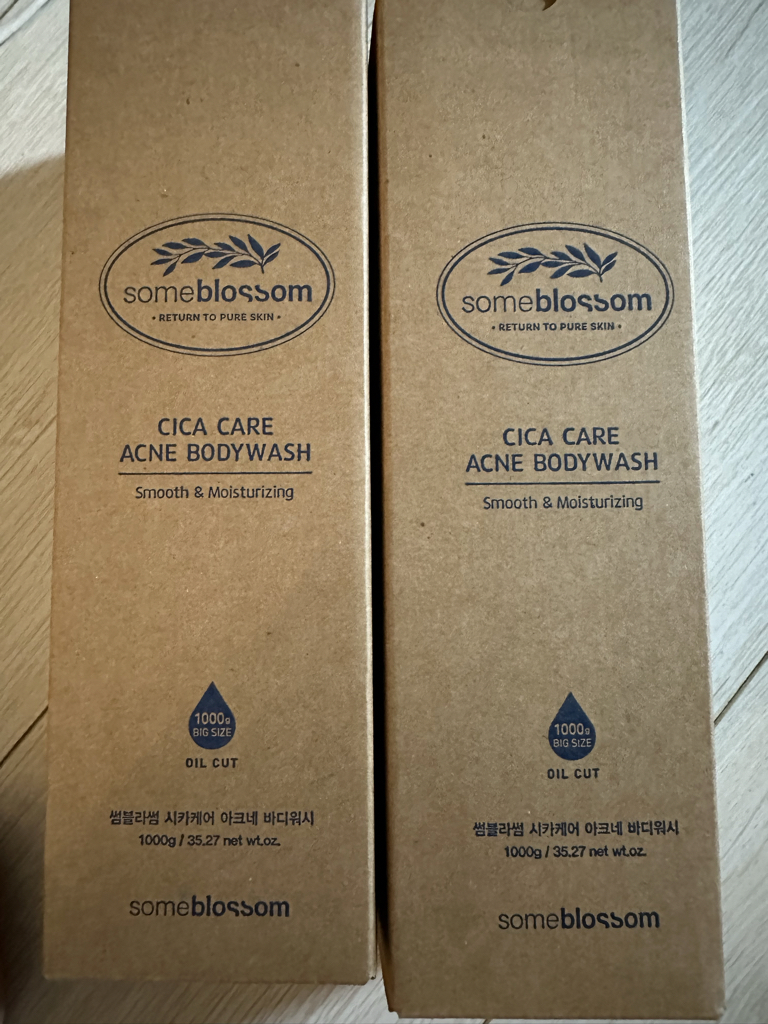 someblossom
• RETURN TO PURE SKIN •
CICA CARE
ACNE BODYWASH
Smooth & Moisturizing
1000g
BIG SIZE
OIL CUT
썸블라썸 시카케어 아크네 바디워시
1000g / 35.27 net wt.oz.
someblossom
someblossom
• RETURN TO PURE SKIN •
CICA CARE
ACNE BODYWASH
Smooth & Moisturizing
1000g
BIG SIZE
OIL CUT
썸블라썸 시카케어 아크네 바디워시
1000g / 35.27 net wt.oz.
someblossom